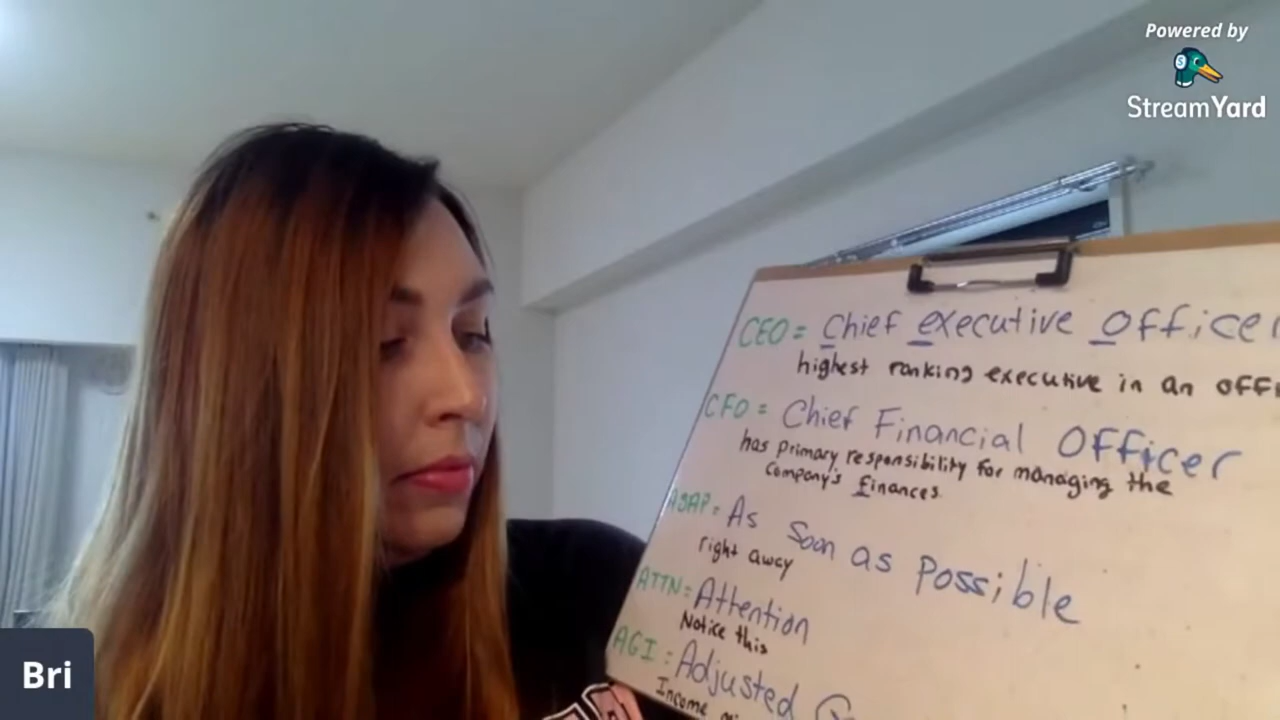 Powered by
StreamYard
CEO = Chief executive Officer
highest ranking executive in an
CFO = Chief Financial Officer
has primary responsibility for managing the
company's finances
ASAP = As Soon as possible
right away
ATTN = Attention
Notice this
AGI = Adjusted
Income
Bri